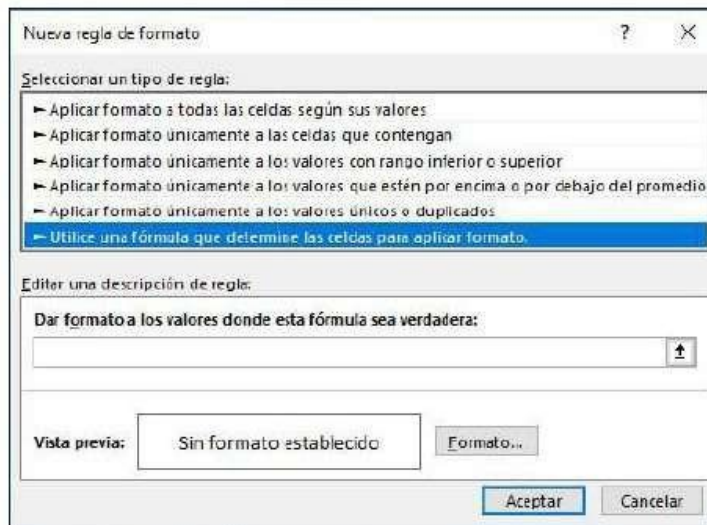 Nueva regla de formato
Seleccionar un tipo de regla:
► Aplicar formato a todas las celdas según sus valores
► Aplicar formato únicamente a las celdas que contengan
► Aplicar formato únicamente a los valores con rango inferior o superior
► Aplicar formato únicamente a los valores que estén por encima o por debajo del promedio
► Aplicar formato únicamente a los valores únicos o duplicados
► Utilice una fórmula que determine las celdas para aplicar formato.
Editar una descripción de regla:
Dar formato a los valores donde esta fórmula sea verdadera:
Vista previa: Sin formato establecido Formato...
Aceptar Cancelar